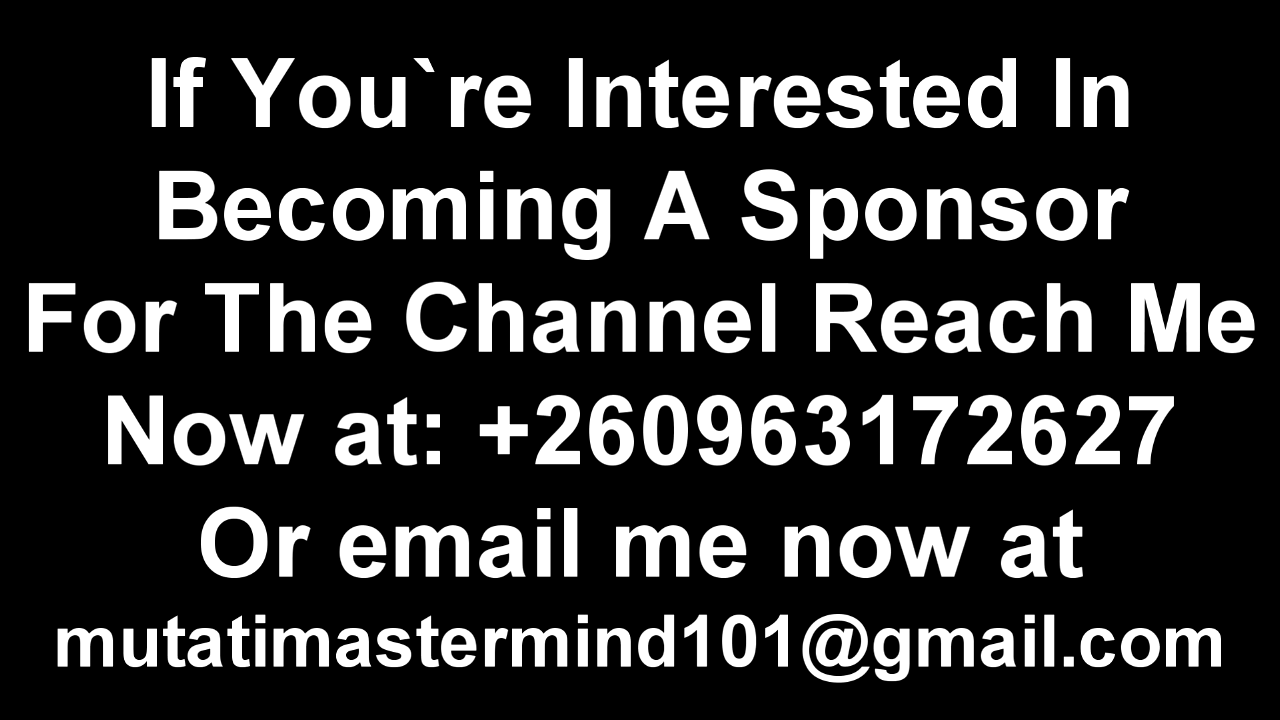 If You`re Interested In
Becoming A Sponsor
For The Channel Reach Me
Now at: +260963172627
Or email me now at
mutatimastermind101@gmail.com